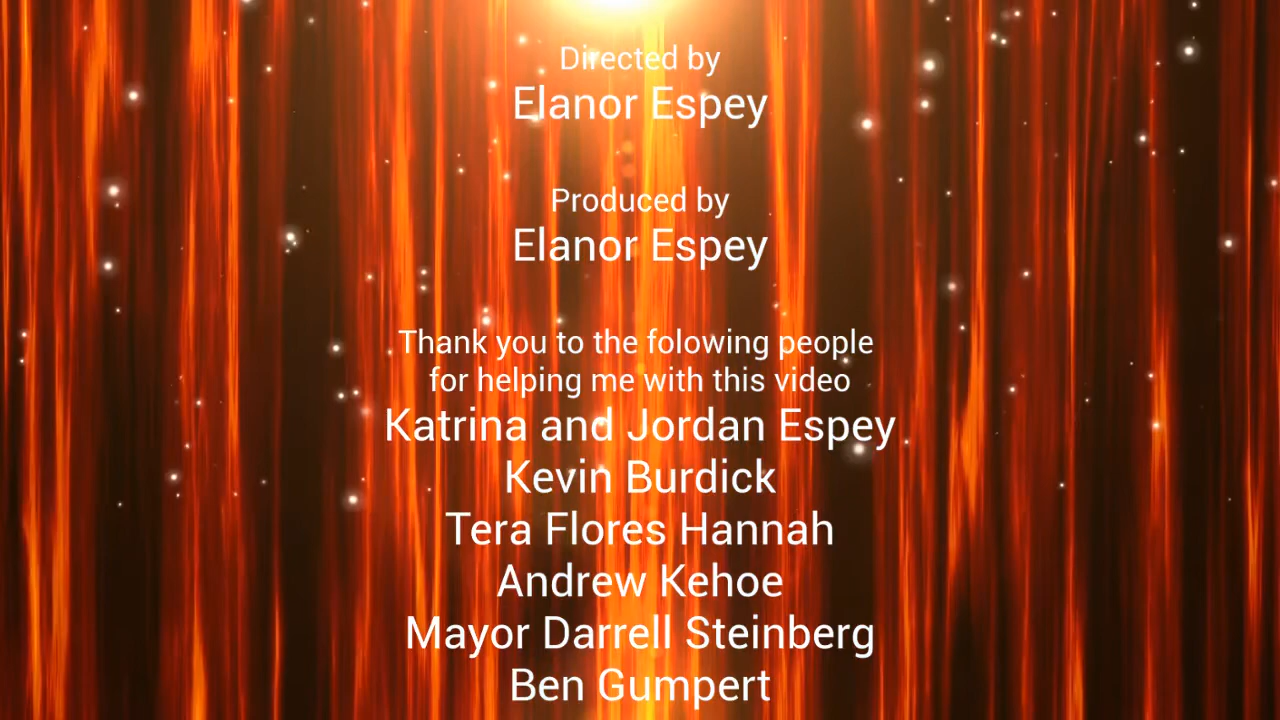 Directed by
Elanor Espey
Produced by
Elanor Espey
Thank you to the folowing people
for helping me with this video
Katrina and Jordan Espey
Kevin Burdick
Tera Flores Hannah
Andrew Kehoe
Mayor Darrell Steinberg
Ben Gumpert